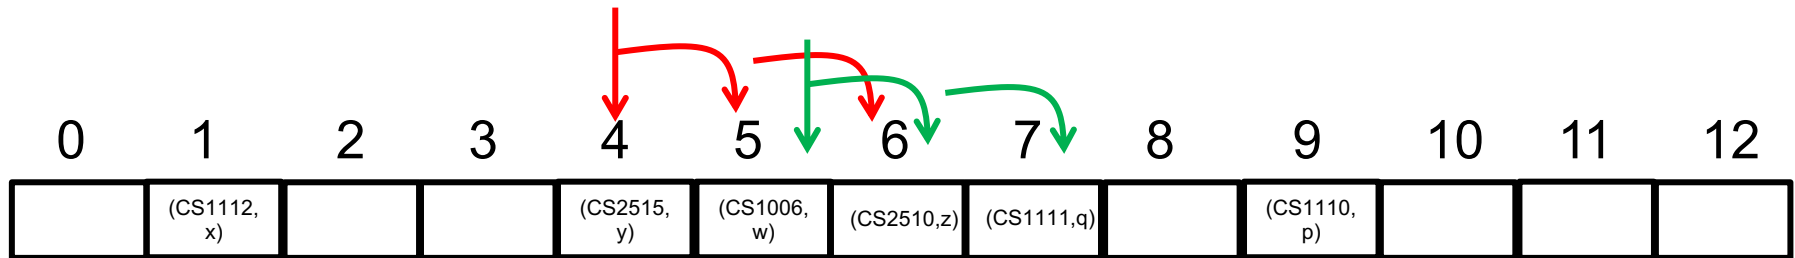 0 1 2 3 4 5 6 7 8 9 10 11 12
(CS1112,
x)
(CS2515,
y)
(CS1006,
w)
(CS2510,z)
(CS1111,q)
(CS1110,
p)